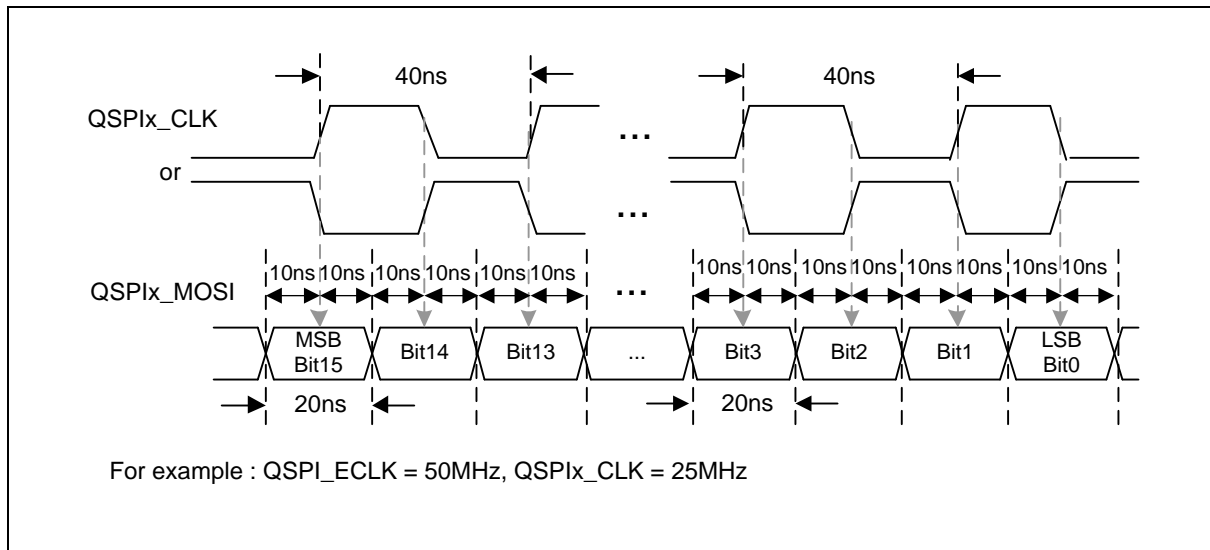 40ns 40ns
QSPIx_CLK
...
or
...
10ns 10ns 10ns 10ns 10ns 10ns 10ns 10ns 10ns 10ns 10ns 10ns 10ns 10ns
QSPIx_MOSI
...
MSB Bit15 Bit14 Bit13 ... Bit3 Bit2 Bit1 LSB Bit0
20ns 20ns
For example : QSPI_ECLK = 50MHz, QSPIx_CLK = 25MHz